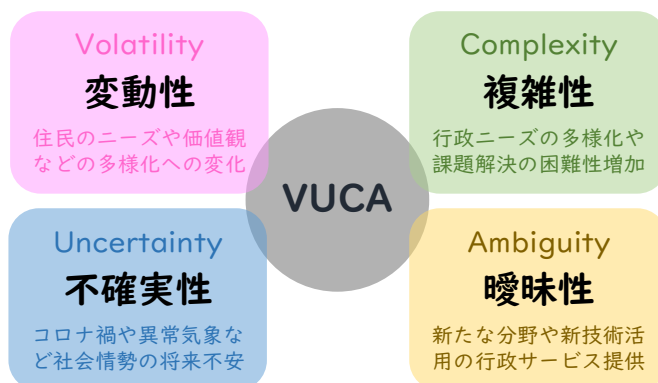 Volatility
変動性
住民のニーズや価値観
などの多様化への変化
Complexity
複雑性
行政ニーズの多様化や
課題解決の困難性増加
VUCA
Uncertainty
不確実性
コロナ禍や異常気象な
ど社会情勢の将来不安
Ambiguity
曖昧性
新たな分野や新技術活
用の行政サービス提供